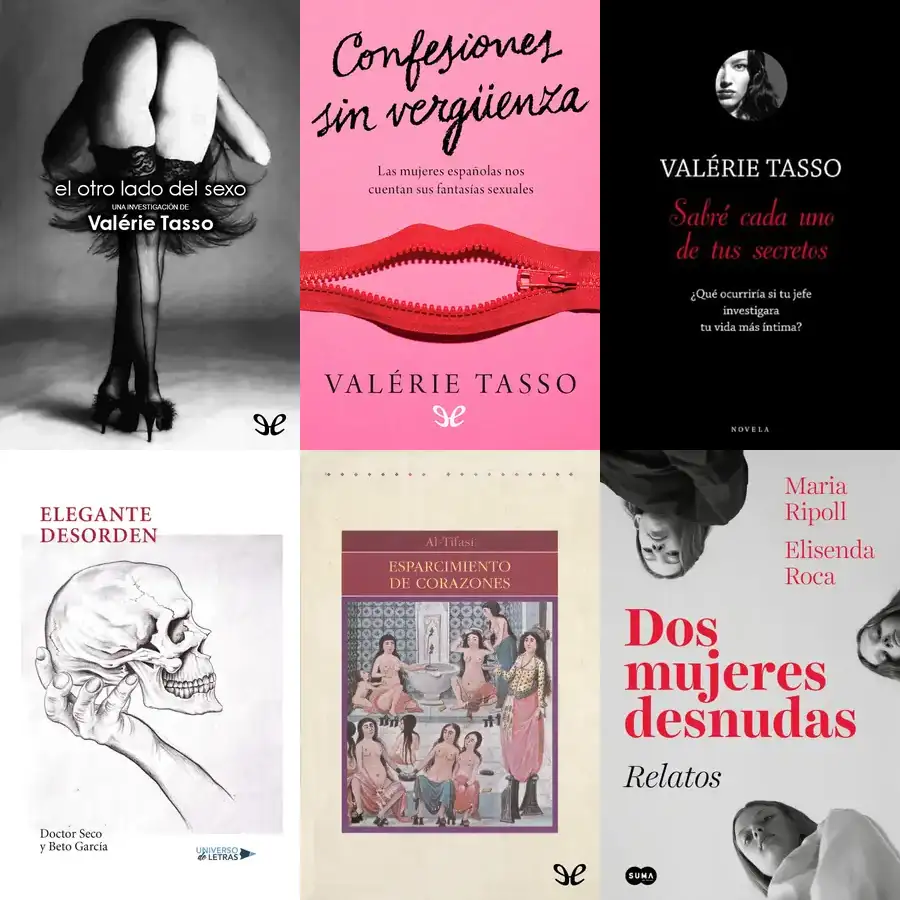 el otro lado del sexo
UNA INVESTIGACIÓN DE
Valérie Tasso
Confesiones
sin vergüenza
Las mujeres españolas nos
cuentan sus fantasías sexuales
VALÉRIE TASSO
VALÉRIE TASSO
Sabré cada uno
de tus secretos
¿Qué ocurriría si tu jefe
investigara
tu vida más íntima?
NOVELA
ELEGANTE
DESORDEN
Doctor Seco
y Beto García
UNIVERSO
de LETRAS
Al-Tifasi
ESPARCIMIENTO
DE CORAZONES
Maria
Ripoll
Elisenda
Roca
Dos
mujeres
desnudas
Relatos
SUMA